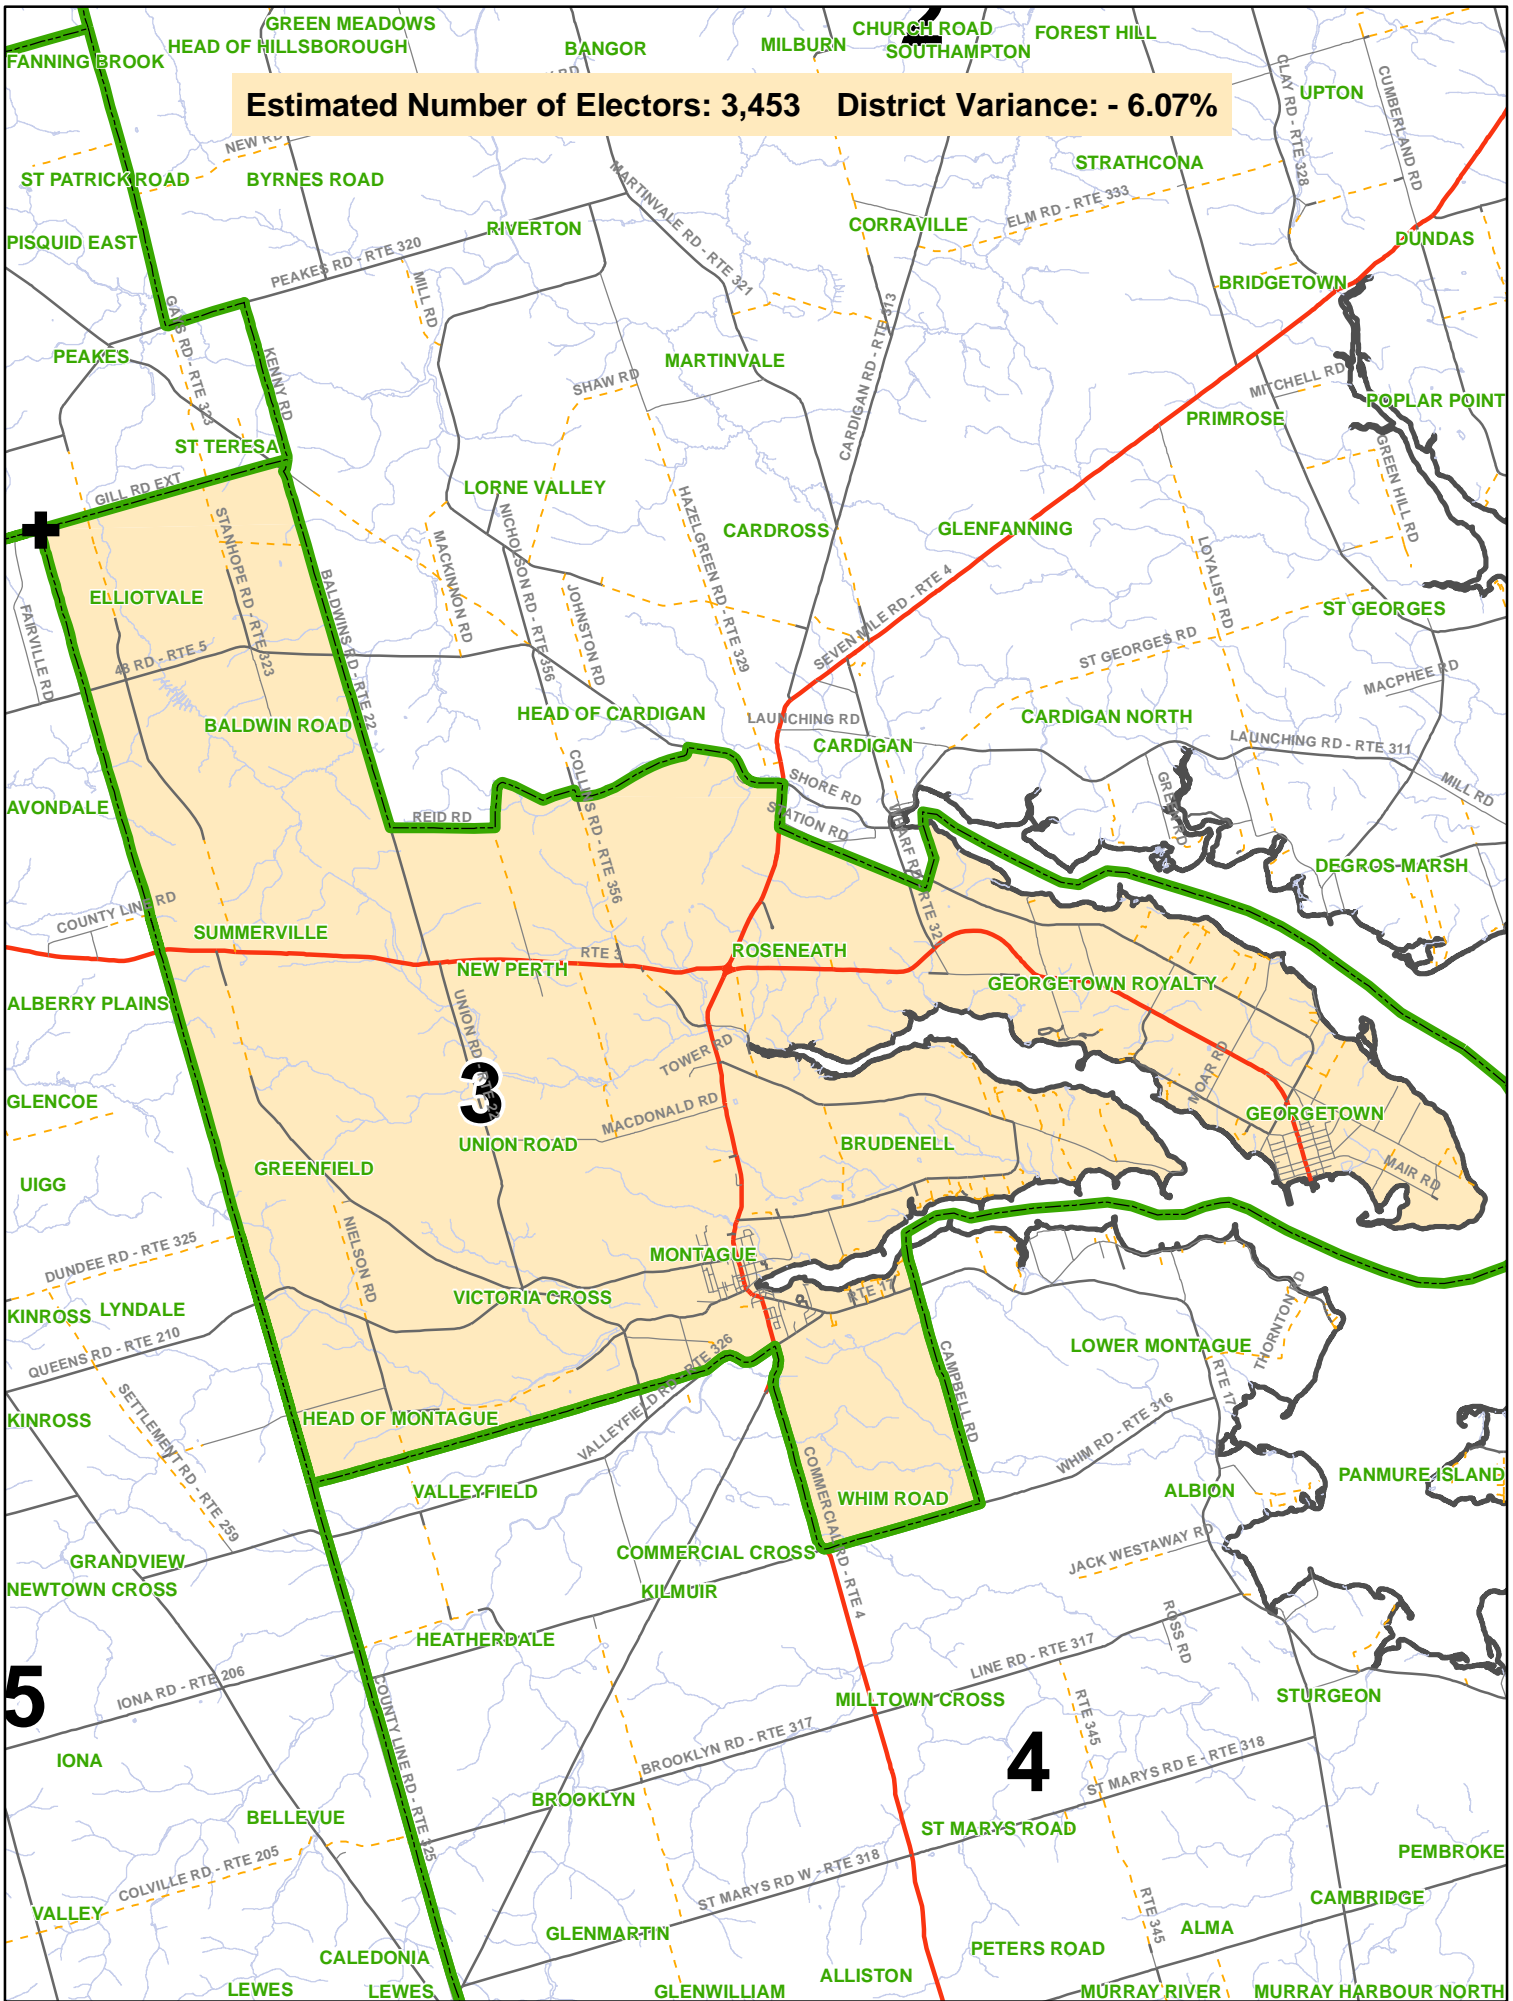 2
GREEN MEADOWS
HEAD OF HILLSBOROUGH
BANGOR
MILBURN
CHURCH ROAD
SOUTHAMPTON
FOREST HILL
FANNING BROOK
UPTON
CLAY RD - RTE 328
CUMBERLAND RD
Estimated Number of Electors: 3,453 District Variance: - 6.07%
ST PATRICK ROAD
BYRNES ROAD
STRATHCONA
MARTINVALE RD - RTE 321
ELM RD - RTE 333
PISQUID EAST
RIVERTON
CORRAVILLE
DUNDAS
PEAKES RD - RTE 320
MILL RD
BRIDGETOWN
PEAKES
KENNY RD
MARTINVALE
CARDIGAN RD - RTE 313
SHAW RD
MITCHELL RD
POPLAR POINT
PRIMROSE
GREEN HILL RD
ST TERESA
GILL RD EXT
LORNE VALLEY
STANHOPE RD - RTE 323
NICHOLSON RD - RTE 356
HAZELGREEN RD - RTE 329
CARDROSS
GLENFANNING
MACKINNON RD
JOHNSTON RD
LOYALIST RD
ELLIOTVALE
FAIRVILLE RD
BALDWINS RD - RTE 22
SEVEN MILE RD - RTE 4
ST GEORGES
48 RD - RTE 5
ST GEORGES RD
MACPHEE RD
BALDWIN ROAD
HEAD OF CARDIGAN
LAUNCHING RD
CARDIGAN
CARDIGAN NORTH
LAUNCHING RD - RTE 311
MILL RD
AVONDALE
REID RD
COLLINS RD - RTE 356
SHORE RD
STATION RD
DEGROS MARSH
COUNTY LINE RD
SUMMERVILLE
RTE 3
NEW PERTH
ROSENEATH
GEORGETOWN ROYALTY
ALBERRY PLAINS
TOWER RD
MOAR RD
3
GLENCOE
MACDONALD RD
GEORGETOWN
UNION ROAD
BRUDENELL
GREENFIELD
UIGG
MAIR RD
DUNDEE RD - RTE 325
NIELSON RD
MONTAGUE
KINROSS
LYNDALE
VICTORIA CROSS
RTE 17
THORNTON RD
QUEENS RD - RTE 210
LOWER MONTAGUE
CAMPBELL RD
RTE 17
SETTLEMENT RD - RTE 259
KINROSS
HEAD OF MONTAGUE
VALLEYFIELD RD - RTE 326
WHIM RD - RTE 316
COMMERCIAL RD - RTE 4
VALLEYFIELD
WHIM ROAD
ALBION
PANMURE ISLAND
GRANDVIEW
COMMERCIAL CROSS
JACK WESTAWAY RD
NEWTOWN CROSS
KILMUIR
HEATHERDALE
ROSS RD
LINE RD - RTE 317
5
IONA RD - RTE 206
COUNTY LINE RD - RTE 325
MILLTOWN CROSS
STURGEON
RTE 345
IONA
BROOKLYN RD - RTE 317
4
ST MARYS RD E - RTE 318
BROOKLYN
BELLEVUE
ST MARYS ROAD
PEMBROKE
COLVILLE RD - RTE 205
ST MARYS RD W - RTE 318
CAMBRIDGE
VALLEY
RTE 345
GLENMARTIN
ALMA
CALEDONIA
PETERS ROAD
ALLISTON
LEWES
LEWES
GLENWILLIAM
MURRAY RIVER
MURRAY HARBOUR NORTH